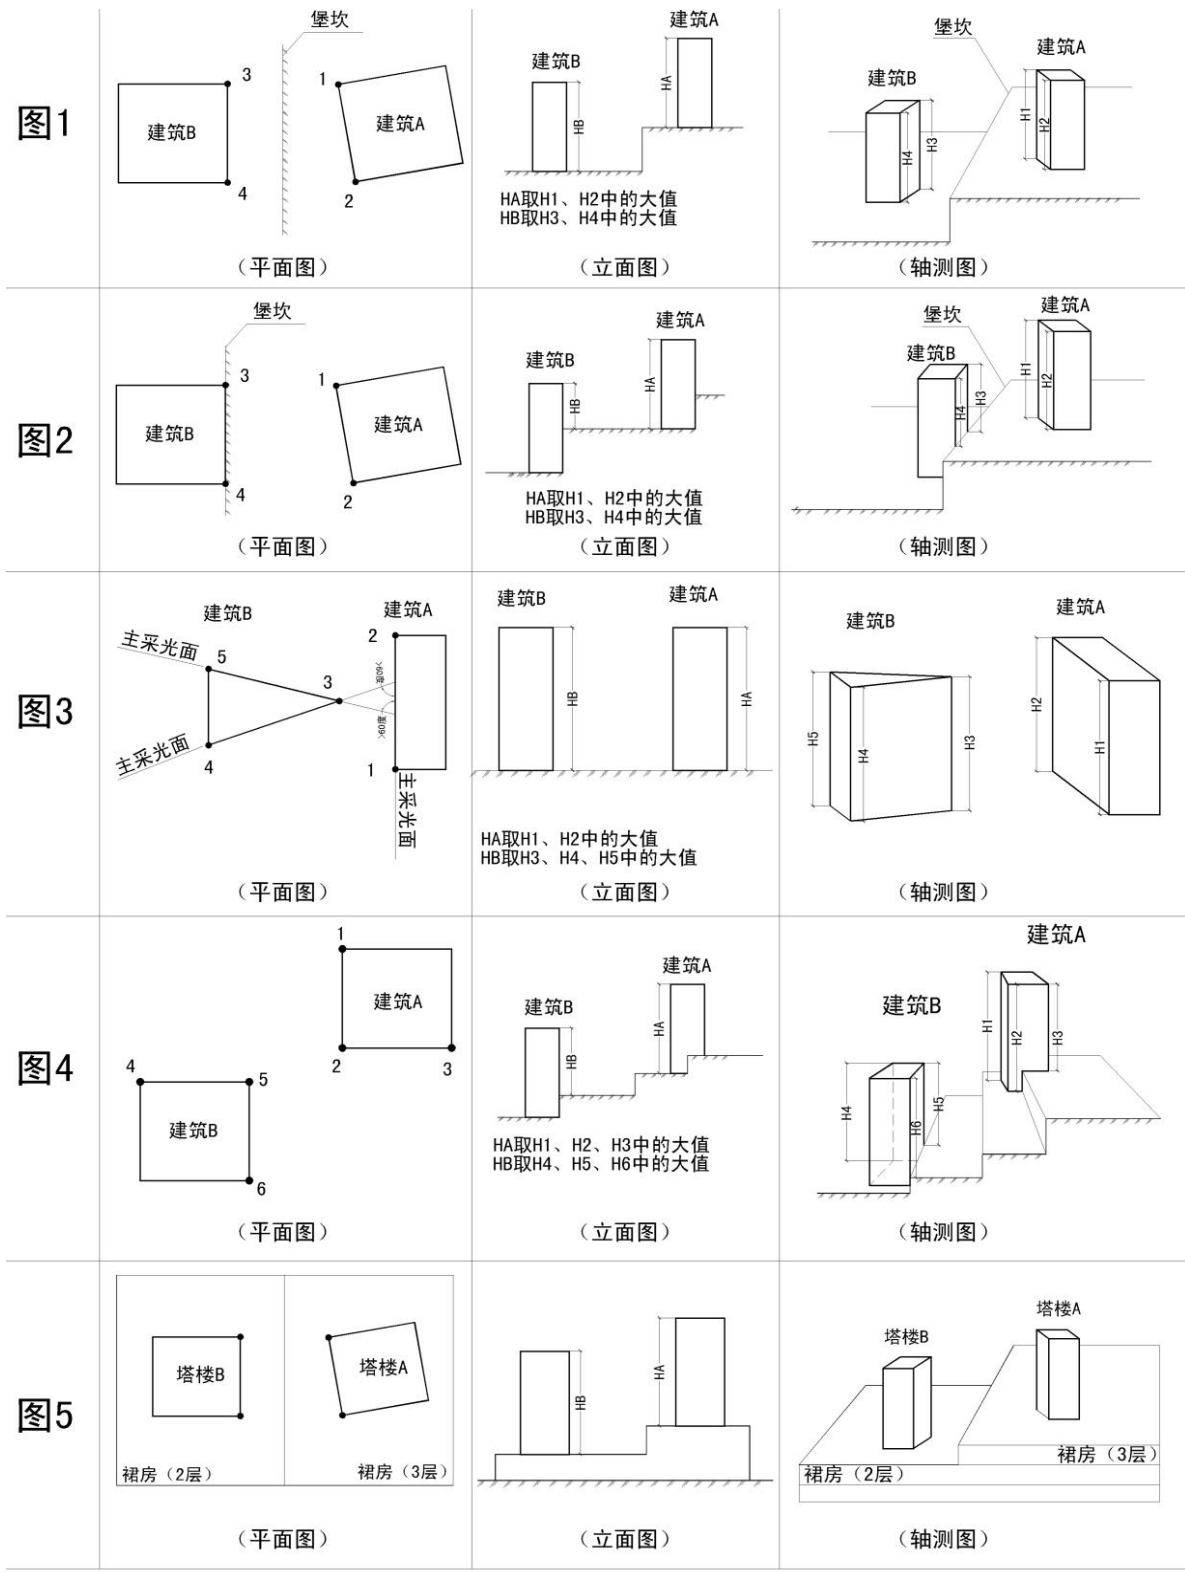 图1
堡坎
3
1
建筑B
建筑A
4
2
（平面图）
建筑A
建筑B
HA
HB
HA取H1、H2中的大值
HB取H3、H4中的大值
（立面图）
堡坎
建筑A
建筑B
H1
H2
H4
H3
（轴测图）
图2
堡坎
3
1
建筑B
建筑A
4
2
（平面图）
建筑A
建筑B
HA
HB
HA取H1、H2中的大值
HB取H3、H4中的大值
（立面图）
建筑A
堡坎
建筑B
H1
H2
H3
H4
（轴测图）
图3
建筑B
建筑A
主采光面
5
2
3
>60度
>60度
主采光面
4
1
主采光面
（平面图）
建筑B
建筑A
HB
HA
HA取H1、H2中的大值
HB取H3、H4、H5中的大值
（立面图）
建筑A
建筑B
H2
H1
H5
H4
H3
（轴测图）
图4
1
建筑A
2
3
4
5
建筑B
6
（平面图）
建筑A
建筑B
HA
HB
HA取H1、H2、H3中的大值
HB取H4、H5、H6中的大值
（立面图）
建筑A
建筑B
H1
H2
H3
H4
H5
H6
（轴测图）
图5
塔楼B
塔楼A
裙房（2层）
裙房（3层）
（平面图）
HA
HB
（立面图）
塔楼A
塔楼B
裙房（3层）
裙房（2层）
（轴测图）